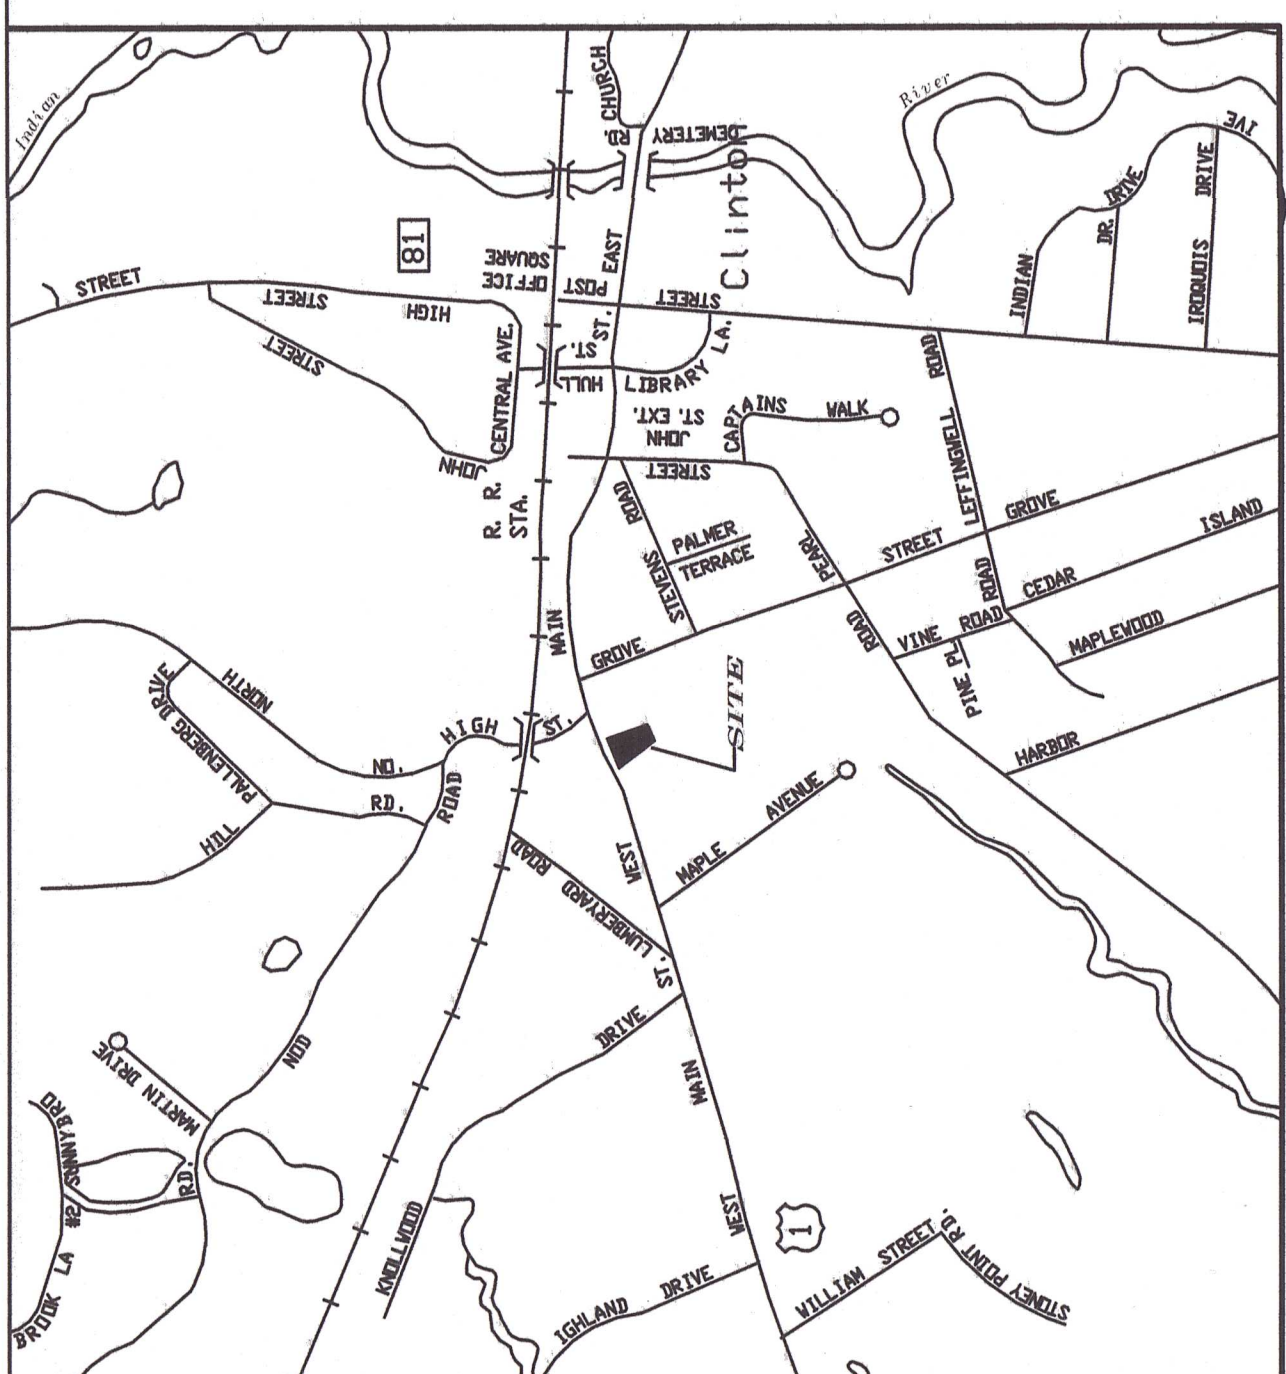 Indian
River
CHURCH
RD.
DEMETERY
Clinton
EAST
POST
OFFICE
SQUARE
81
STREET
STREET
STREET
HIGH
CENTRAL AVE.
JOHN
ST.
HULL
ST.
STREET
LIBRARY LA.
INDIAN
DRIVE
DR.
IROQUOIS DRIVE
IVE
JOHN
ST. EXT.
STREET
CAPTAINS WALK
LEFFINGWELL ROAD
R. R.
STA.
STEVENS ROAD
PALMER
TERRACE
PEARL
STREET
GROVE
CEDAR ISLAND
ROAD
MAPLEWOOD
VINE ROAD
PINE PL
ROAD
HARBOR
MAIN
GROVE
SITE
NORTH
PALLENBERG DRIVE
NO.
HIGH
ST.
RD.
ROAD
HILL
WEST
MAPLE AVENUE
LUMBERYARD ROAD
ST.
DRIVE
MAIN
NOD
MARTIN DRIVE
SUNNYBRD
#2
RD.
BROOK LA
KNOLLWOOD
WEST
1
IGHLAND DRIVE
WILLIAM STREET
STONEY POINT RD.